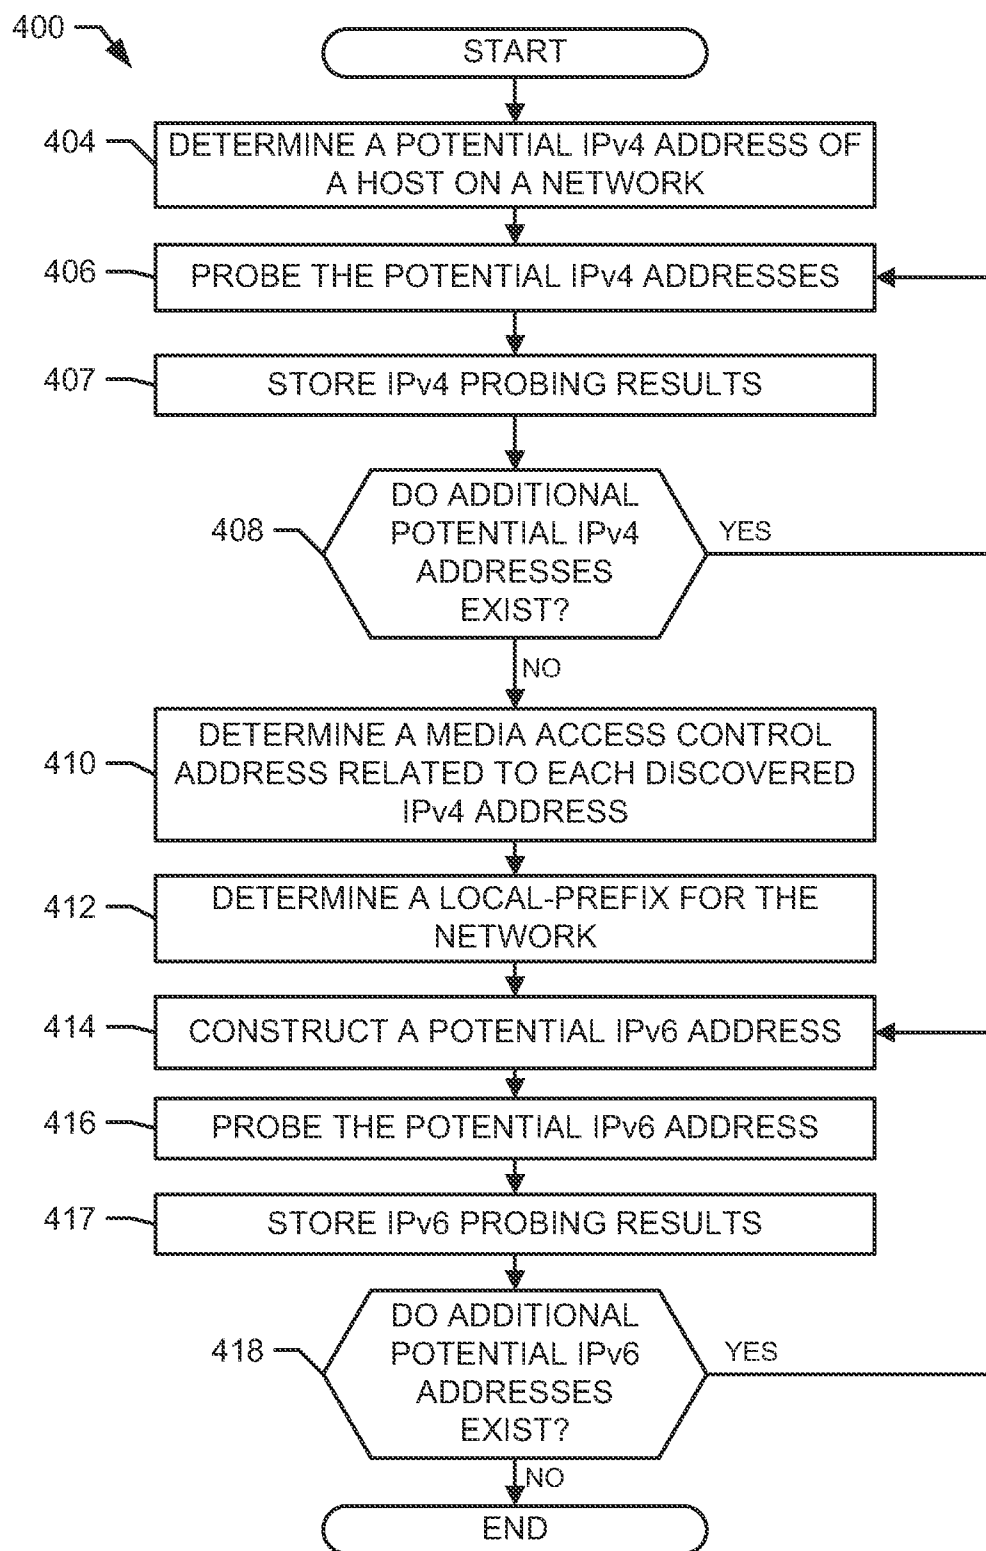 400
START
404
DETERMINE A POTENTIAL IPv4 ADDRESS OF
A HOST ON A NETWORK
406
PROBE THE POTENTIAL IPv4 ADDRESSES
407
STORE IPv4 PROBING RESULTS
408
DO ADDITIONAL
POTENTIAL IPv4
ADDRESSES
EXIST?
YES
NO
410
DETERMINE A MEDIA ACCESS CONTROL
ADDRESS RELATED TO EACH DISCOVERED
IPv4 ADDRESS
412
DETERMINE A LOCAL-PREFIX FOR THE
NETWORK
414
CONSTRUCT A POTENTIAL IPv6 ADDRESS
416
PROBE THE POTENTIAL IPv6 ADDRESS
417
STORE IPv6 PROBING RESULTS
418
DO ADDITIONAL
POTENTIAL IPv6
ADDRESSES
EXIST?
YES
NO
END